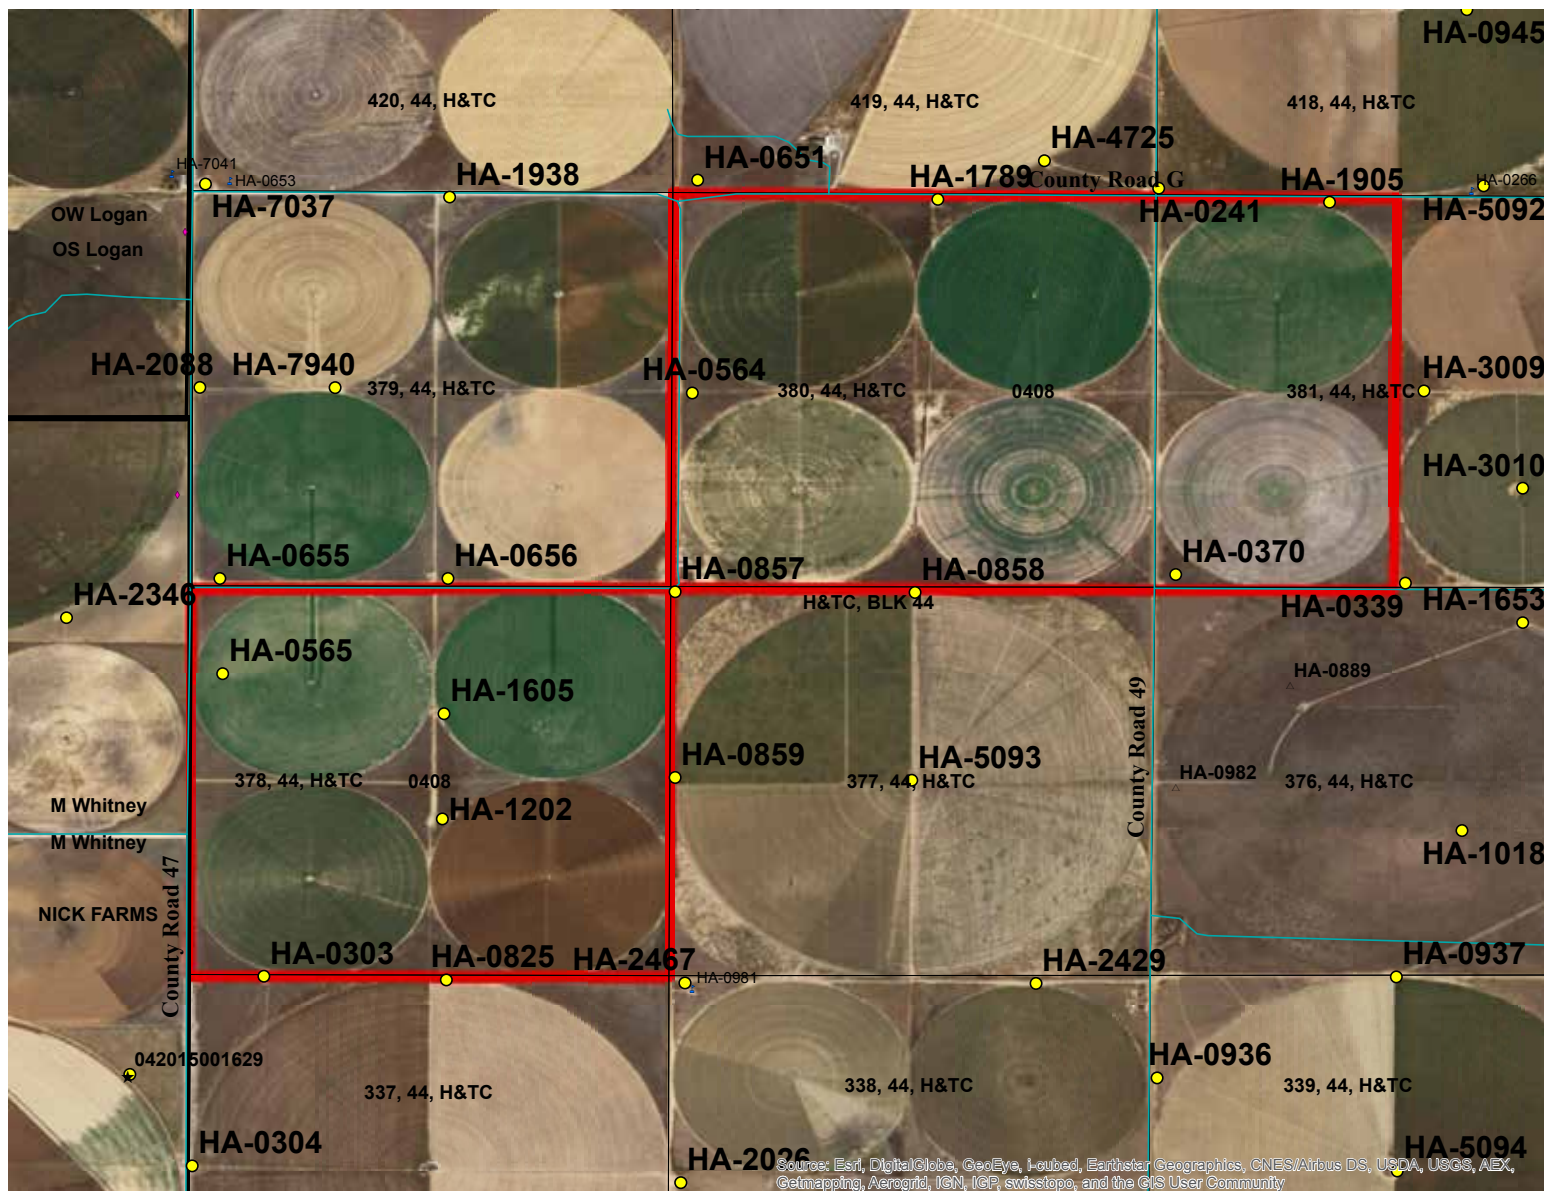 HA-0945
420, 44, H&TC
419, 44, H&TC
418, 44, H&TC
HA-4725
HA-7041
HA-0651
HA-1938
HA-0653
HA-1789
County Road G
HA-1905
HA-0266
HA-7037
HA-0241
HA-5092
OW Logan
OS Logan
HA-2088
HA-7940
379, 44, H&TC
HA-0564
380, 44, H&TC
0408
381, 44, H&TC
HA-3009
HA-3010
HA-0655
HA-0656
HA-0857
HA-0858
HA-0370
HA-2346
H&TC, BLK 44
HA-0339
HA-1653
HA-0565
HA-1605
HA-0889
County Road 49
HA-0859
HA-5093
HA-0982
378, 44, H&TC
0408
377, 44, H&TC
376, 44, H&TC
M Whitney
HA-1202
M Whitney
HA-1018
County Road 47
NICK FARMS
HA-0303
HA-0825
HA-2467
HA-0981
HA-2429
HA-0937
042015001629
HA-0936
337, 44, H&TC
338, 44, H&TC
339, 44, H&TC
HA-0304
HA-2026
HA-5094
Source: Esri, DigitalGlobe, GeoEye, i-cubed, Earthstar Geographics, CNES/Airbus DS, USDA, USGS, AEX,
Getmapping, Aerogrid, IGN, IGP, swisstopo, and the GIS User Community